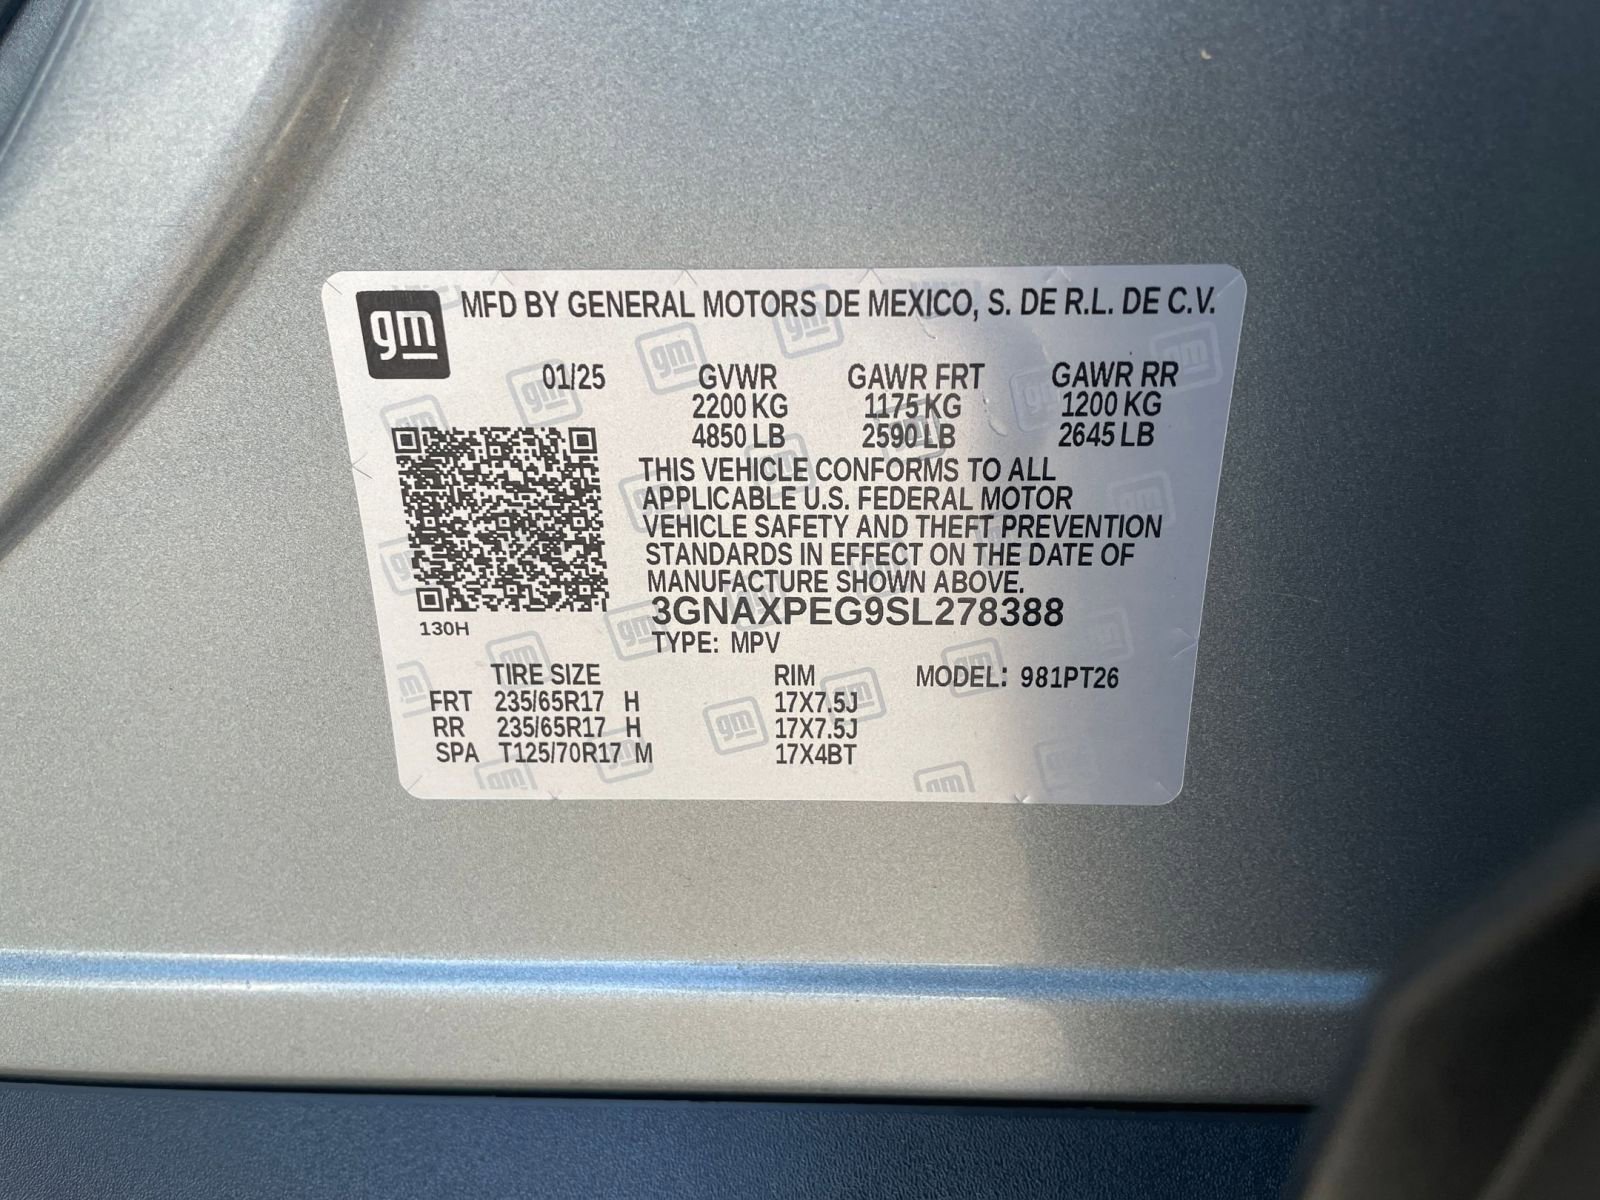 gm MFD BY GENERAL MOTORS DE MEXICO, S. DE R.L. DE C.V.
01/25 GVWR GAWR FRT GAWR RR
2200 KG 1175 KG 1200 KG
4850 LB 2590 LB 2645 LB
THIS VEHICLE CONFORMS TO ALL
APPLICABLE U.S. FEDERAL MOTOR
VEHICLE SAFETY AND THEFT PREVENTION
STANDARDS IN EFFECT ON THE DATE OF
MANUFACTURE SHOWN ABOVE.
3GNAXPEG9SL278388
130H
TYPE: MPV
TIRE SIZE RIM MODEL: 981PT26
FRT 235/65R17 H 17X7.5J
RR 235/65R17 H 17X7.5J
SPA T125/70R17 M 17X4BT